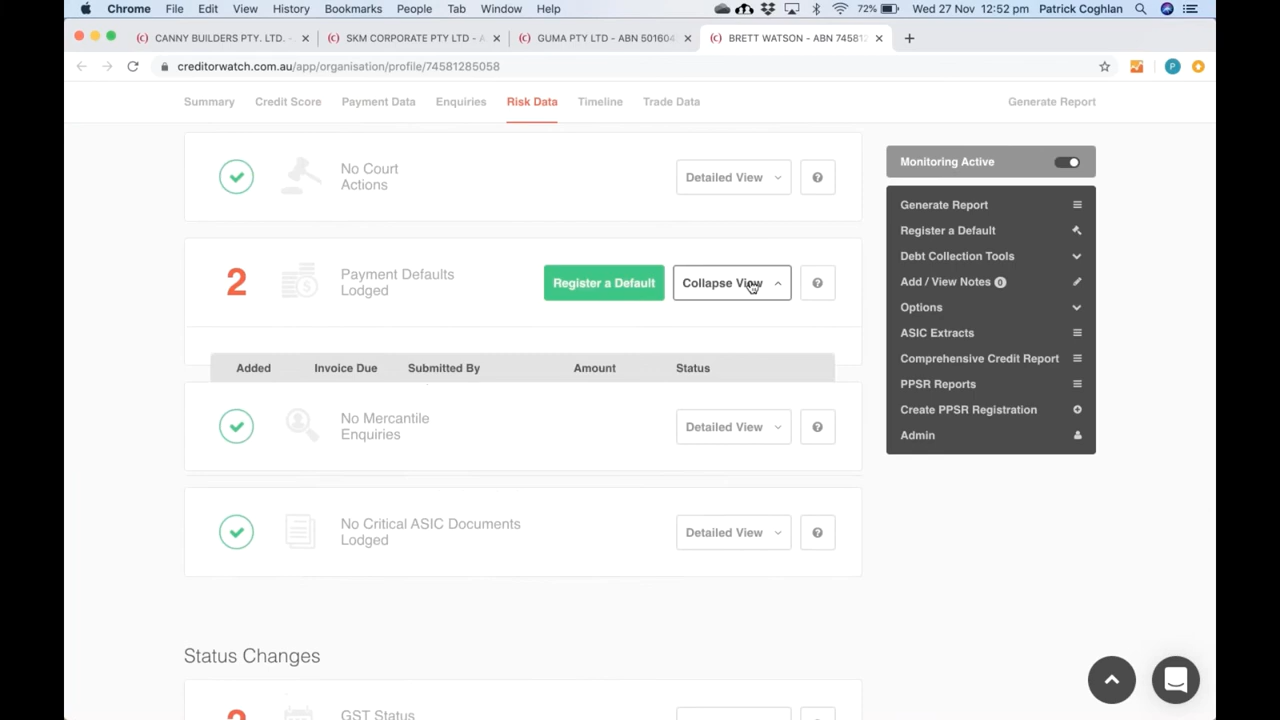 Chrome File Edit View History Bookmarks People Tab Window Help 72% Wed 27 Nov 12:52 pm Patrick Coghlan
CANNY BUILDERS PTY. LTD. - SKM CORPORATE PTY LTD - A GUMA PTY LTD - ABN 501604 BRETT WATSON - ABN 74581
creditorwatch.com.au/app/organisation/profile/74581285058
Summary Credit Score Payment Data Enquiries Risk Data Timeline Trade Data Generate Report
No Court
Actions
Detailed View
2
Payment Defaults
Lodged
Register a Default
Collapse View
Added Invoice Due Submitted By Amount Status
No Mercantile
Enquiries
Detailed View
No Critical ASIC Documents
Lodged
Detailed View
Status Changes
2
GST Status
Monitoring Active
Generate Report
Register a Default
Debt Collection Tools
Add / View Notes 0
Options
ASIC Extracts
Comprehensive Credit Report
PPSR Reports
Create PPSR Registration
Admin